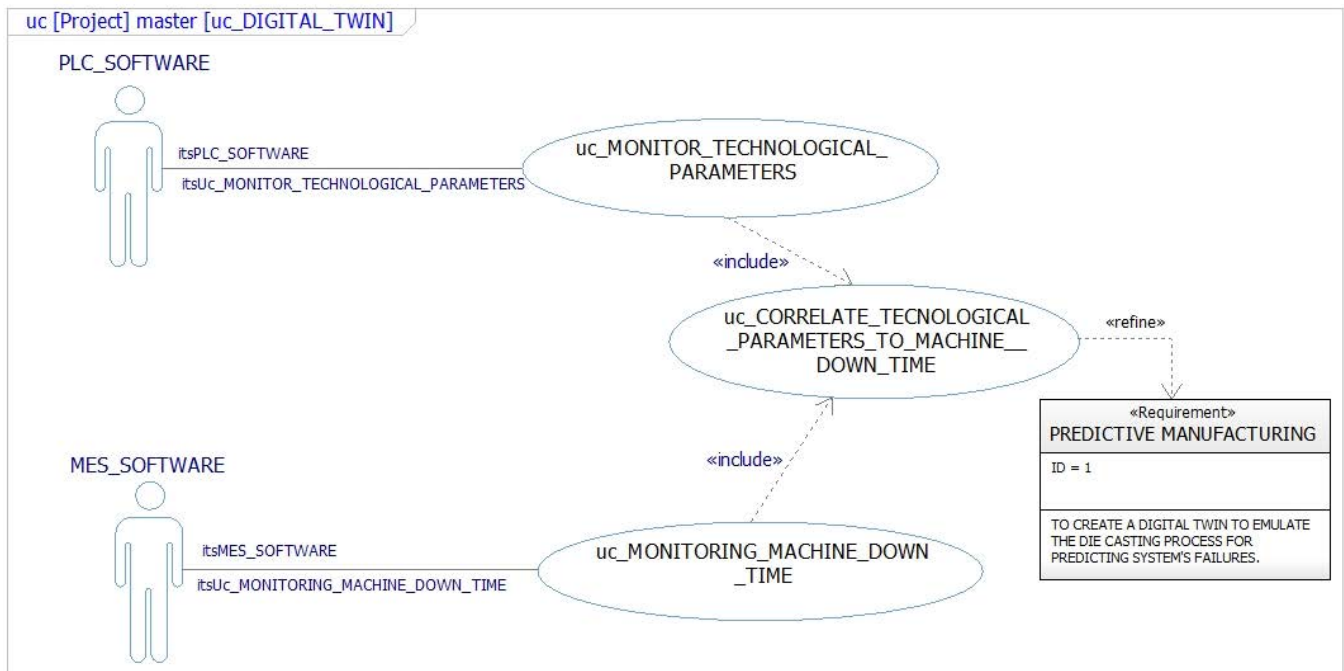 uc [Project] master [uc_DIGITAL_TWIN]
PLC_SOFTWARE
itsPLC_SOFTWARE
itsUc_MONITOR_TECHNOLOGICAL_PARAMETERS
uc_MONITOR_TECHNOLOGICAL_
PARAMETERS
«include»
uc_CORRELATE_TECNOLOGICAL
_PARAMETERS_TO_MACHINE__
DOWN_TIME
«refine»
«Requirement»
PREDICTIVE MANUFACTURING
ID = 1
TO CREATE A DIGITAL TWIN TO EMULATE
THE DIE CASTING PROCESS FOR
PREDICTING SYSTEM'S FAILURES.
«include»
MES_SOFTWARE
itsMES_SOFTWARE
itsUc_MONITORING_MACHINE_DOWN_TIME
uc_MONITORING_MACHINE_DOWN
_TIME